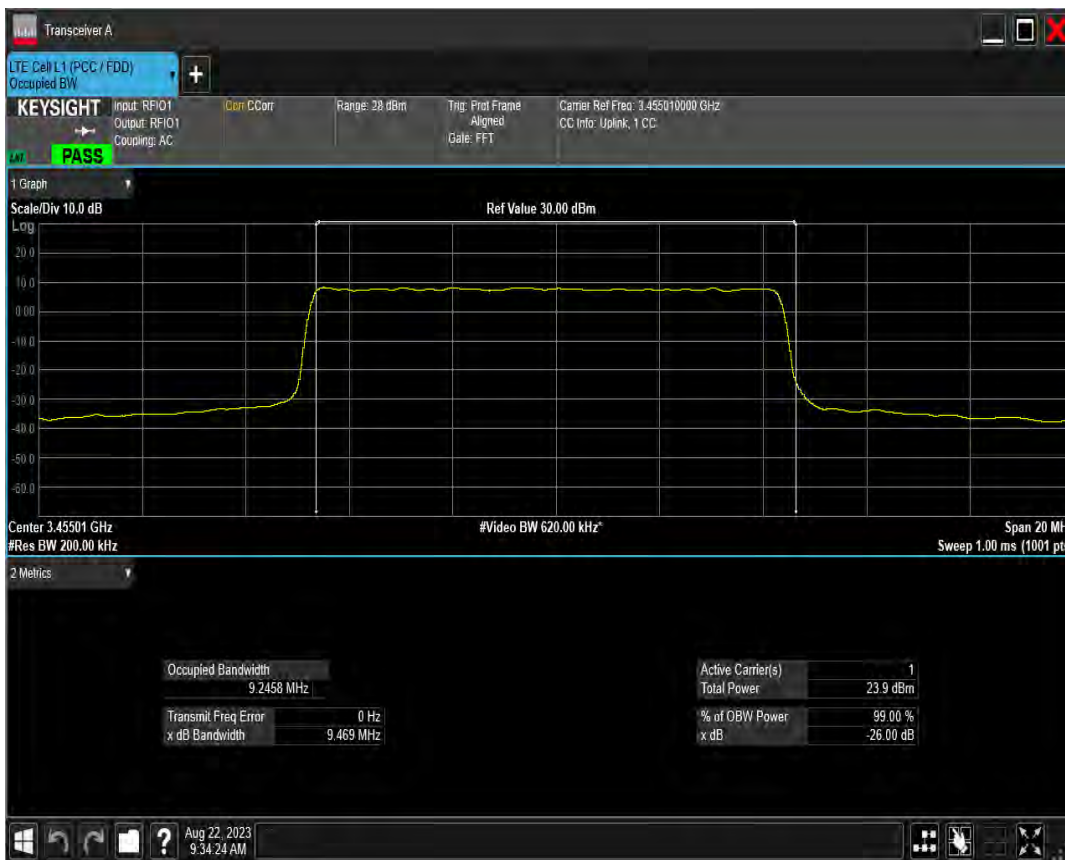 Transceiver A
LTE Cell L1 (PCC / FDD)
Occupied BW
KEYSIGHT
PASS
Input: RFIO1
Output: RFIO1
Coupling: AC
Corr CCorr
Range: 28 dBm
Trig: Prot Frame
Aligned
Gate: FFT
Carrier Ref Freq: 3.455010000 GHz
CC Info: Uplink, 1 CC
1 Graph
Scale/Div 10.0 dB
Ref Value 30.00 dBm
Log
20.0
10.0
0.00
-10.0
-20.0
-30.0
-40.0
-50.0
-60.0
Center 3.45501 GHz
#Video BW 620.00 kHz*
Span 20 MH
#Res BW 200.00 kHz
Sweep 1.00 ms (1001 pt
2 Metrics
Occupied Bandwidth
9.2458 MHz
Transmit Freq Error 0 Hz
x dB Bandwidth 9.469 MHz
Active Carrier(s) 1
Total Power 23.9 dBm
% of OBW Power 99.00 %
x dB -26.00 dB
Aug 22, 2023
9:34:24 AM